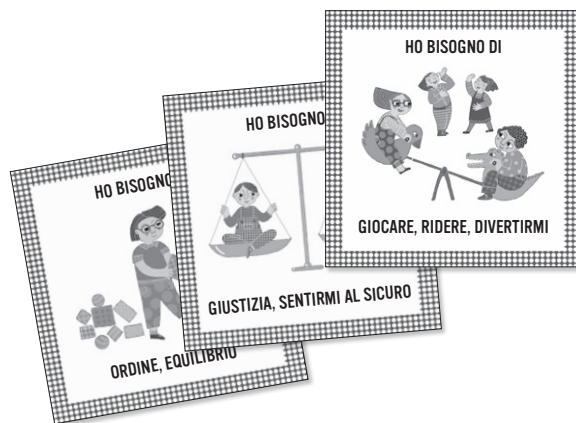 HO BISOGNO DI
GIOCARE, RIDERE, DIVERTIRMI
HO BISOGNO
GIUSTIZIA, SENTIRMI AL SICURO
HO BISOGNO
ORDINE, EQUILIBRIO